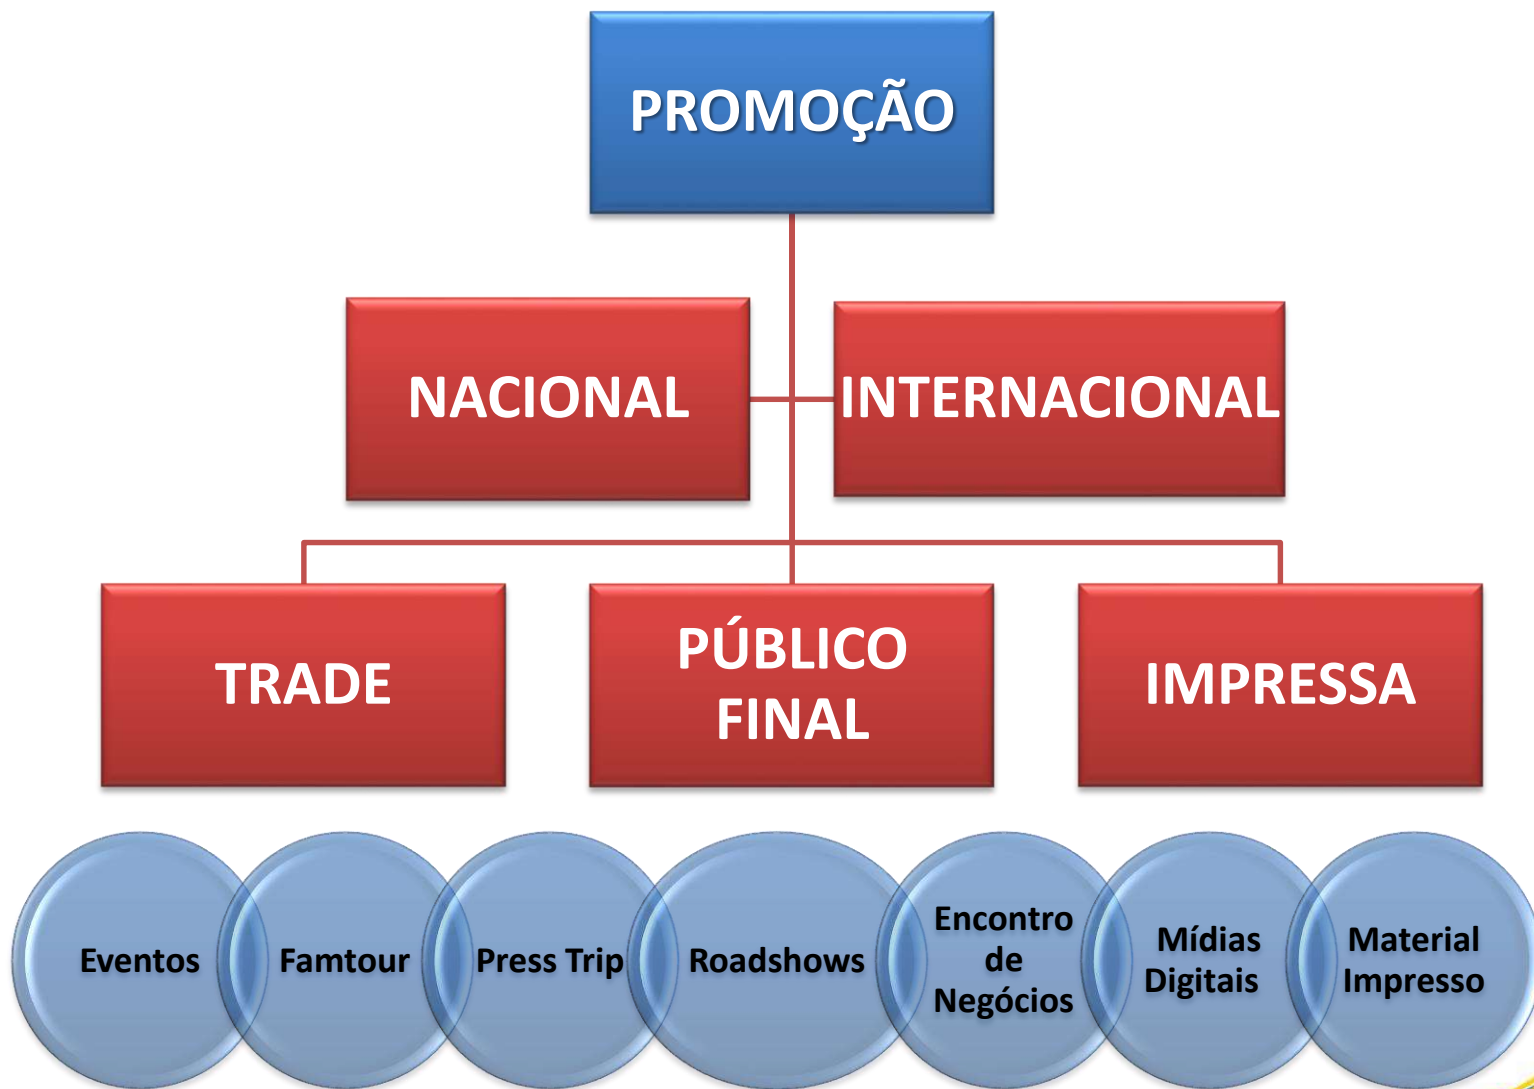 PROMOÇÃO
NACIONAL
INTERNACIONAL
TRADE
PÚBLICO
FINAL
IMPRESSA
Eventos
Famtour
Press Trip
Roadshows
Encontro
de
Negócios
Mídias
Digitais
Material
Impresso